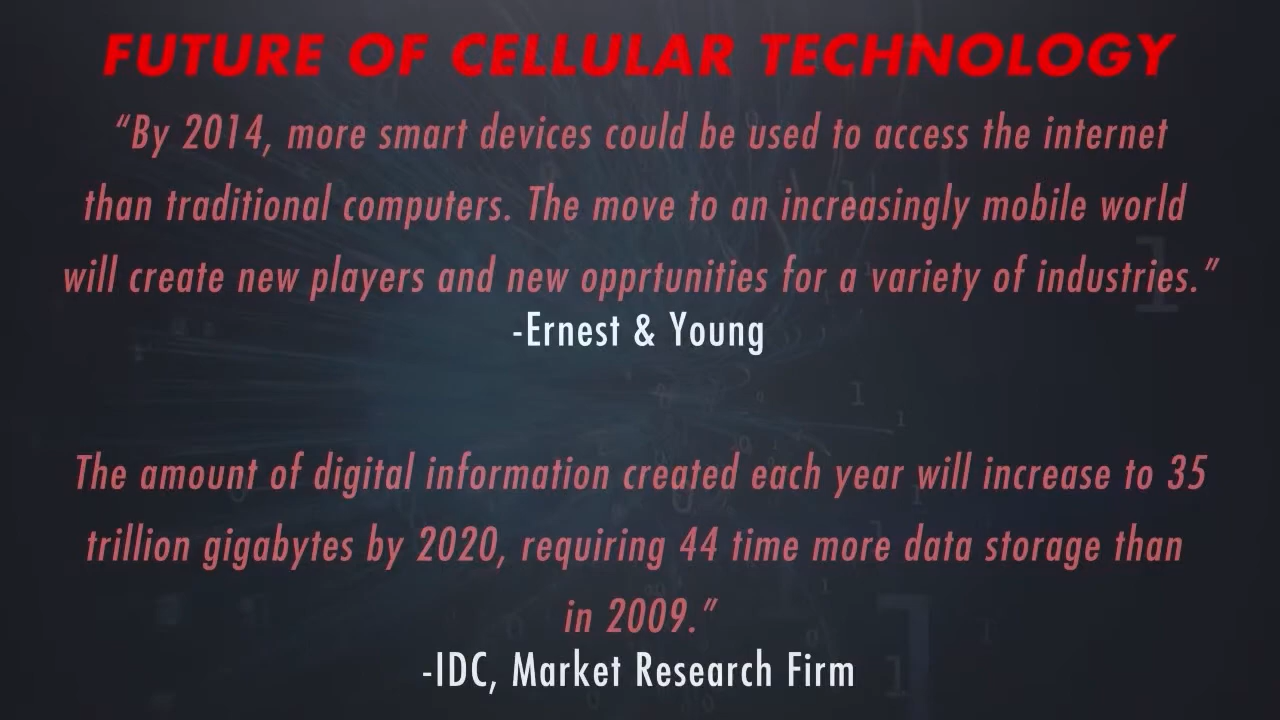 FUTURE OF CELLULAR TECHNOLOGY
“By 2014, more smart devices could be used to access the internet
than traditional computers. The move to an increasingly mobile world
will create new players and new opprtunities for a variety of industries.”
-Ernest & Young
The amount of digital information created each year will increase to 35
trillion gigabytes by 2020, requiring 44 time more data storage than
in 2009.”
-IDC, Market Research Firm